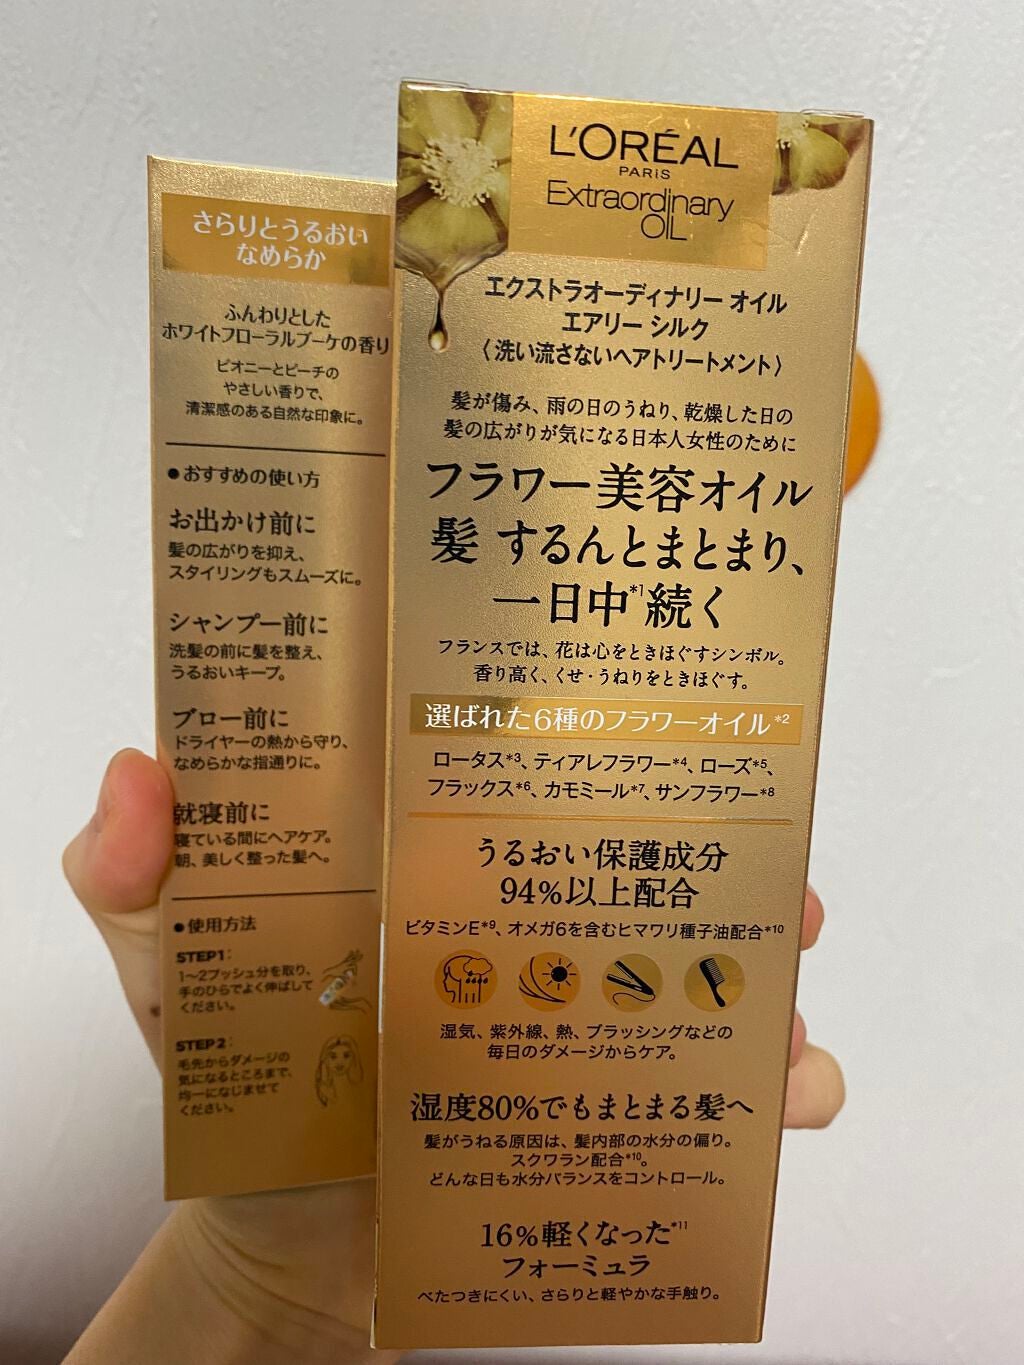 さらりとうるおい
なめらか
ふんわりとした
ホワイトフローラルブーケの香り
ピオニーとピーチの
やさしい香りで、
清潔感のある自然な印象に。
●おすすめの使い方
お出かけ前に
髪の広がりを抑え、
スタイリングもスムーズに。
シャンプー前に
洗髪の前に髪を整え、
うるおいキープ。
ブロー前に
ドライヤーの熱から守り、
なめらかな指通りに。
就寝前に
寝ている間にヘアケア。
朝、美しく整った髪へ。
●使用方法
STEP1:
1〜2プッシュ分を取り、
手のひらでよく伸ばして
ください。
STEP2:
毛先からダメージの
気になるところまで、
均一になじませて
ください。
L'ORÉAL
PARIS
Extraordinary
OIL
エクストラオーディナリー オイル
エアリー シルク
〈洗い流さないヘアトリートメント〉
髪が傷み、雨の日のうねり、乾燥した日の
髪の広がりが気になる日本人女性のために
フラワー美容オイル
髪 するんとまとまり、
一日中*1続く
フランスでは、花は心をときほぐすシンボル。
香り高く、くせ・うねりをときほぐす。
選ばれた6種のフラワーオイル*2
ロータス*3、ティアレフラワー*4、ローズ*5、
フラックス*6、カモミール*7、サンフラワー*8
うるおい保護成分
94%以上配合
ビタミンE*9、オメガ6を含むヒマワリ種子油配合*10
湿気、紫外線、熱、ブラッシングなどの
毎日のダメージからケア。
湿度80%でもまとまる髪へ
髪がうねる原因は、髪内部の水分の偏り。
スクワラン配合*10。
どんな日も水分バランスをコントロール。
16%軽くなった*11
フォーミュラ
べたつきにくい、さらりと軽やかな手触り。